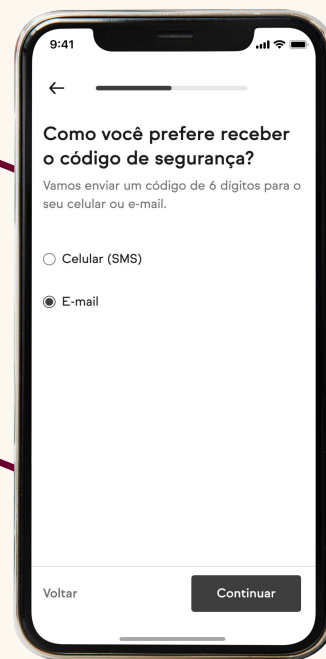 9:41
Como você prefere receber
o código de segurança?
Vamos enviar um código de 6 dígitos para o
seu celular ou e-mail.
Celular (SMS)
E-mail
Voltar
Continuar